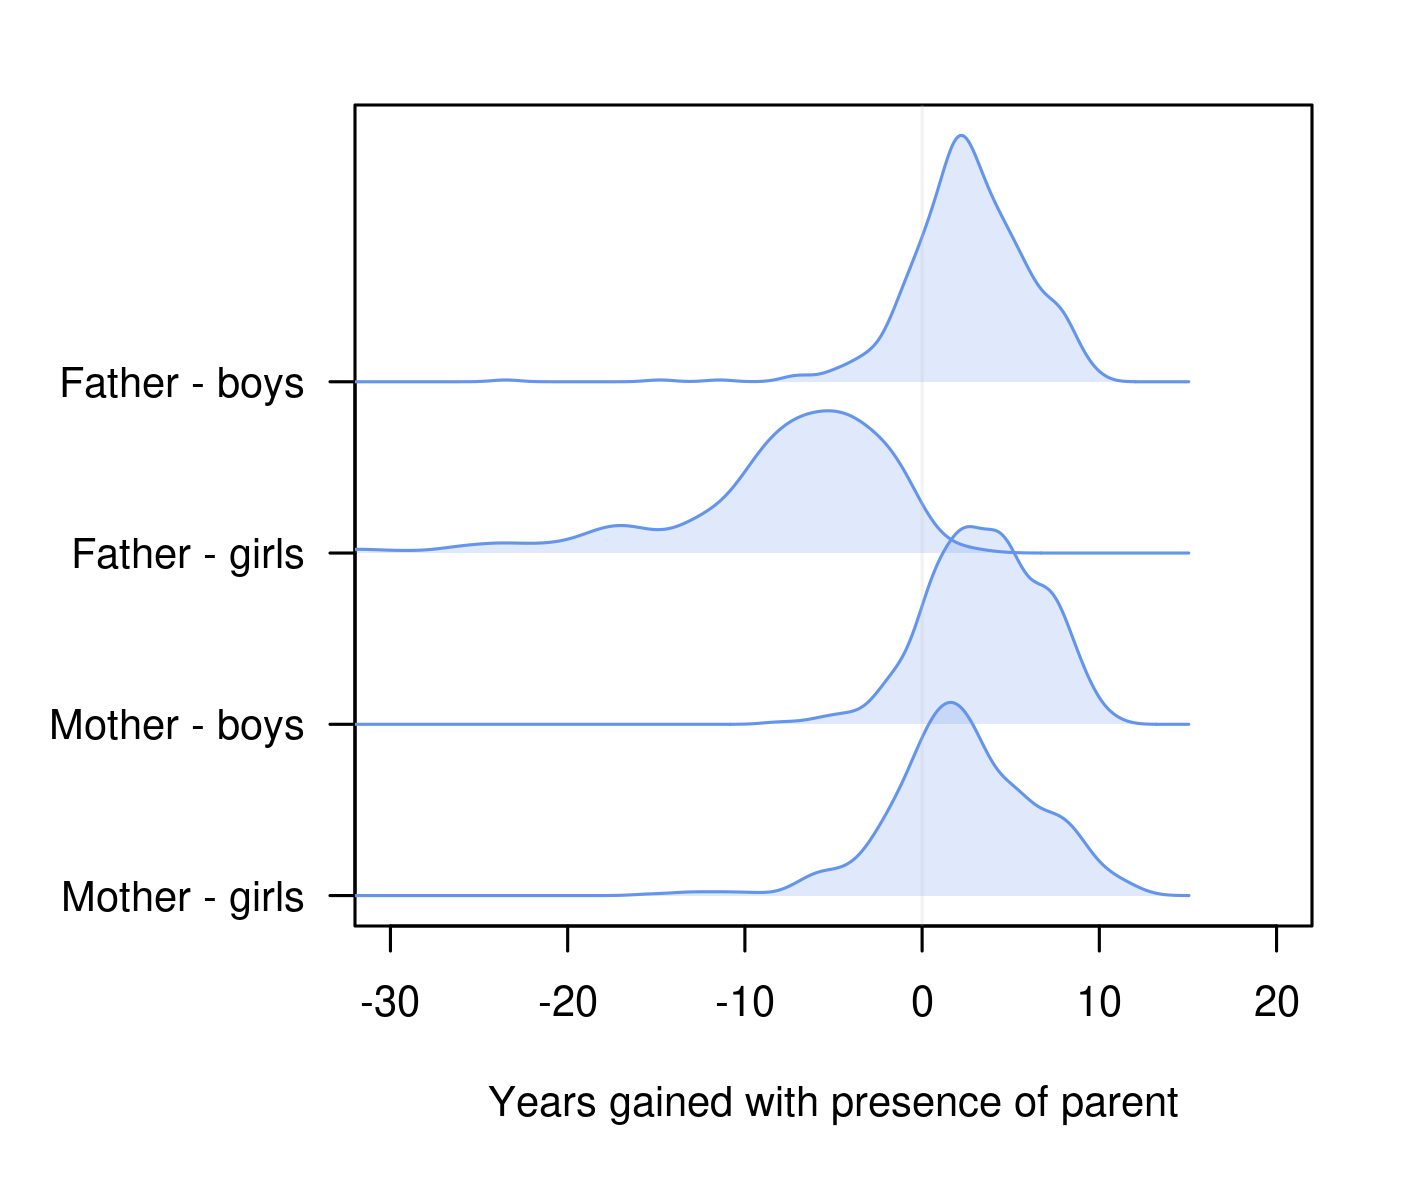 Father - boys
Father - girls
Mother - boys
Mother - girls
-30 -20 -10 0 10 20
Years gained with presence of parent